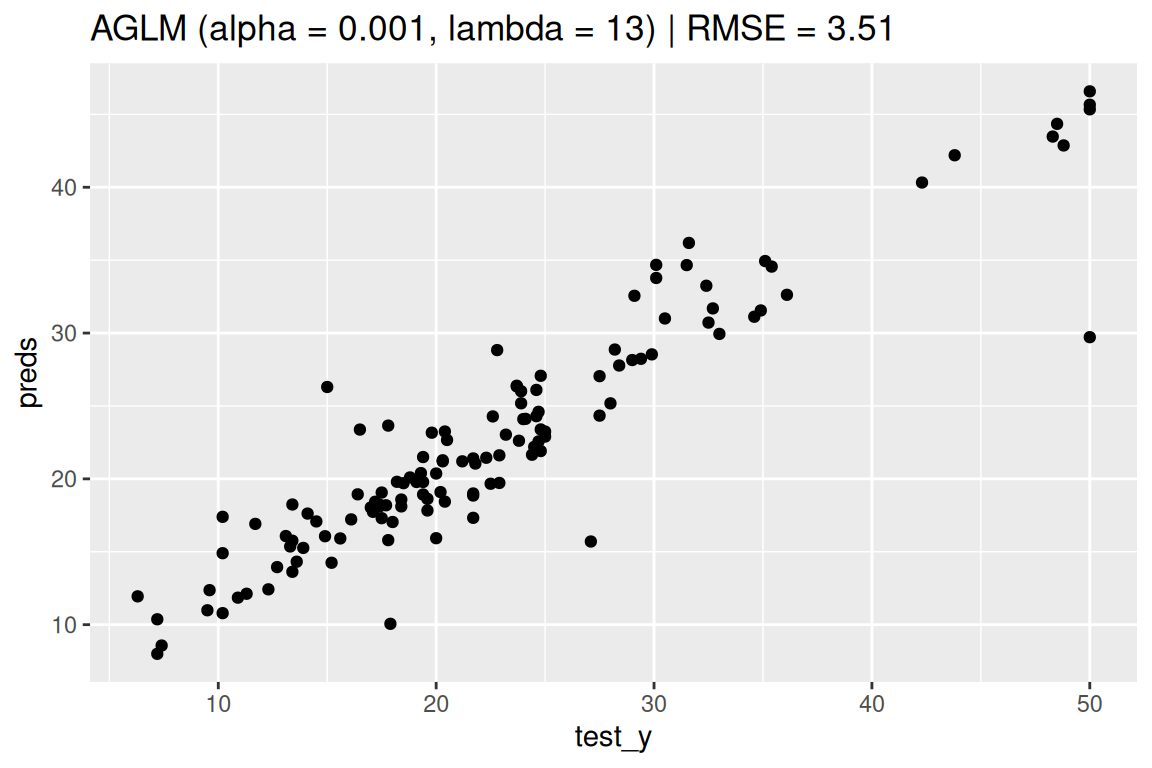 AGLM (alpha = 0.001, lambda = 13) | RMSE = 3.51
preds
40
30
20
10
10 20 30 40 50
test_y